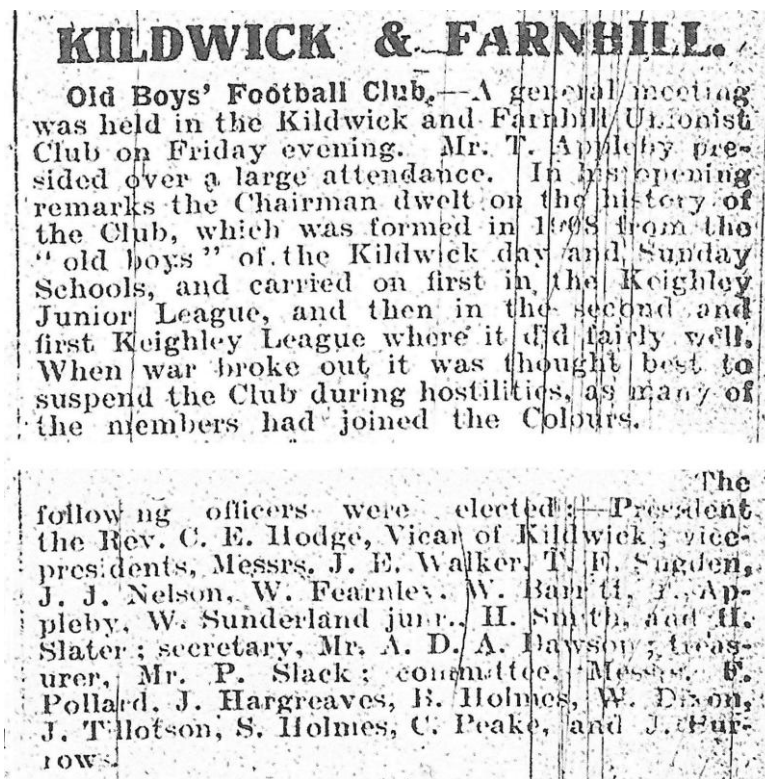 KILDWICK & FARNHILL.
Old Boys' Football Club.—A general meeting
was held in the Kildwick and Farnhill Unionist
Club on Friday evening. Mr. T. Appleby pre-
sided over a large attendance. In his opening
remarks the Chairman dwelt on the history of
the Club, which was formed in 1908 from the
"old boys" of the Kildwick day and Sunday
Schools, and carried on first in the Keighley
Junior League, and then in the second and
first Keighley League where it did fairly well.
When war broke out it was thought best to
suspend the Club during hostilities, as many of
the members had joined the Colours.
The
following officers were elected:—President
the Rev. C. E. Hodge, Vicar of Kildwick; vice-
presidents, Messrs. J. E. Walker, T. E. Sugden,
J. J. Nelson, W. Fearnley, W. Barritt, T. Ap-
pleby, W. Sunderland junr., H. Smith, and H.
Slater; secretary, Mr. A. D. A. Dawson; treas-
urer, Mr. P. Slack; committee, Messrs. F.
Pollard, J. Hargreaves, B. Holmes, W. Dixon,
J. Tillotson, S. Holmes, C. Peake, and J. Bur-
rows.